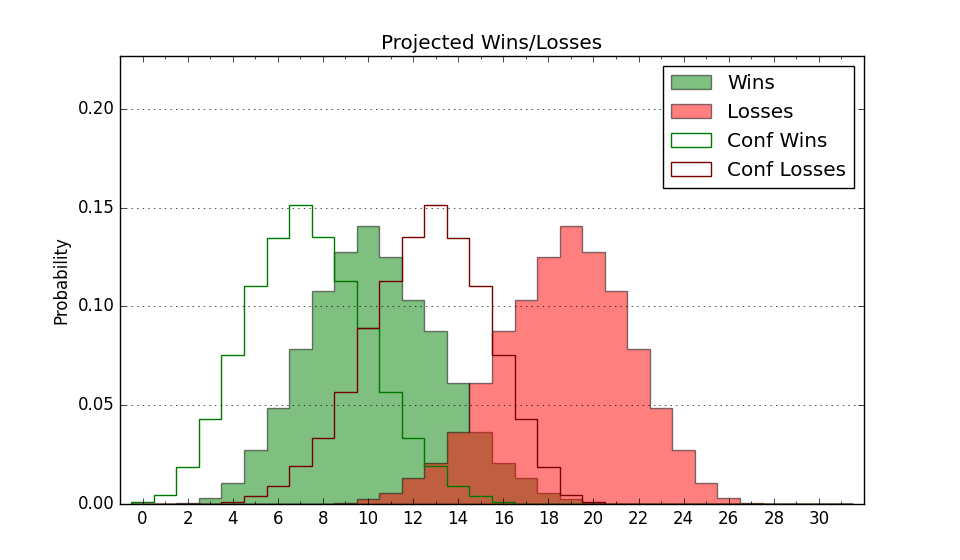 Projected Wins/Losses
Wins
Losses
Conf Wins
Conf Losses
Probability
0.20
0.15
0.10
0.05
0.00
0 2 4 6 8 10 12 14 16 18 20 22 24 26 28 30